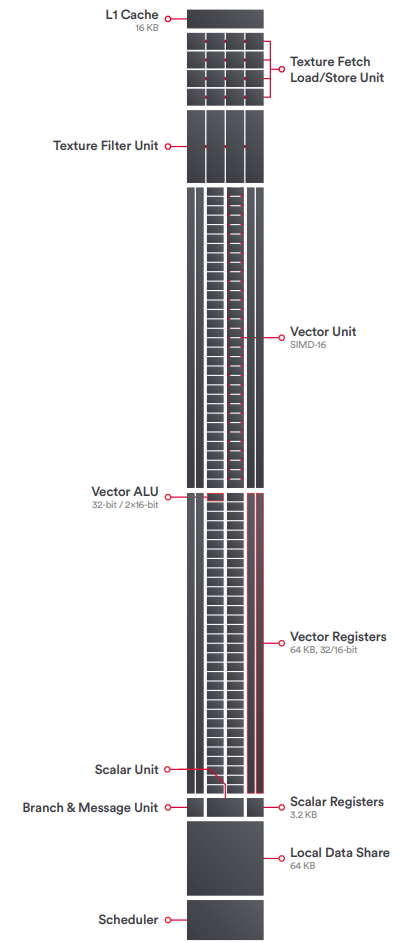 L1 Cache
16 KB
Texture Fetch
Load/Store Unit
Texture Filter Unit
Vector Unit
SIMD-16
Vector ALU
32-bit / 2×16-bit
Vector Registers
64 KB, 32/16-bit
Scalar Unit
Branch & Message Unit
Scalar Registers
3.2 KB
Local Data Share
64 KB
Scheduler